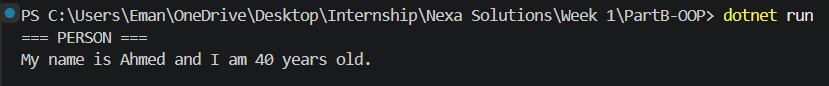 PS C:\Users\Eman\OneDrive\Desktop\Internship\Nexa Solutions\Week 1\PartB-OOP> dotnet run
=== PERSON ===
My name is Ahmed and I am 40 years old.